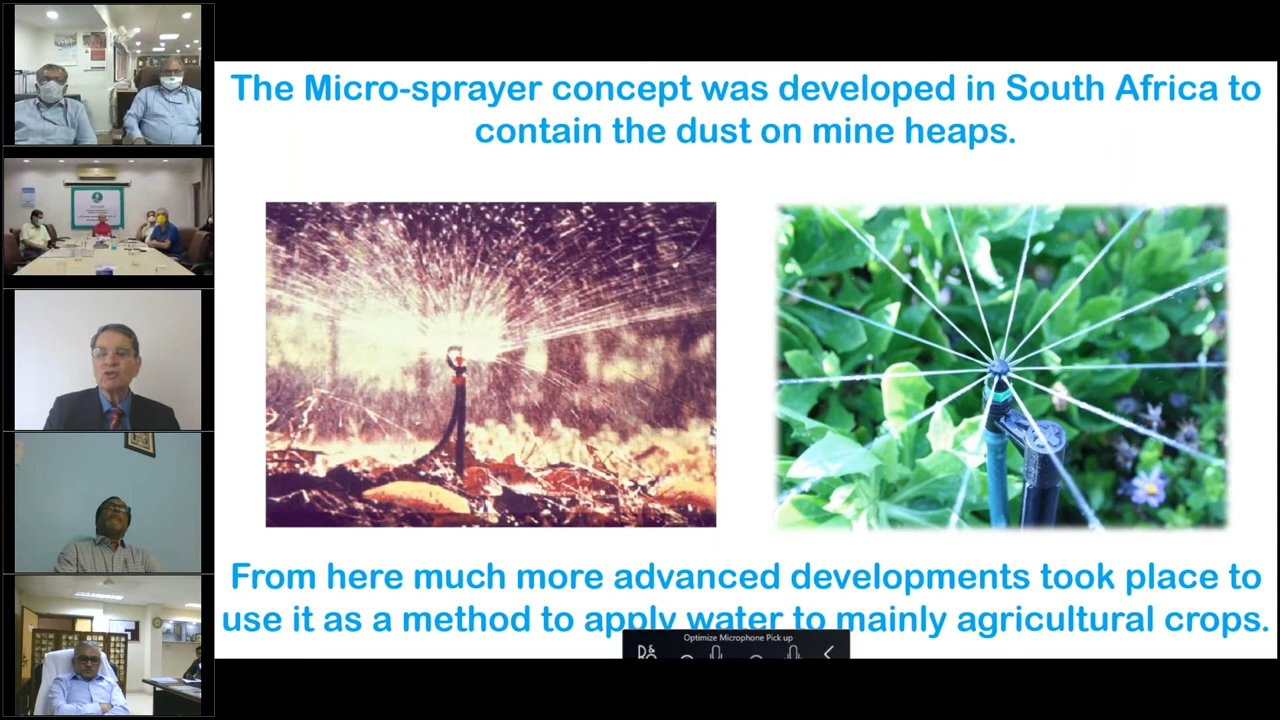 The Micro-sprayer concept was developed in South Africa to
contain the dust on mine heaps.
From here much more advanced developments took place to
use it as a method to apply water to mainly agricultural crops.
Optimize Microphone Pick up